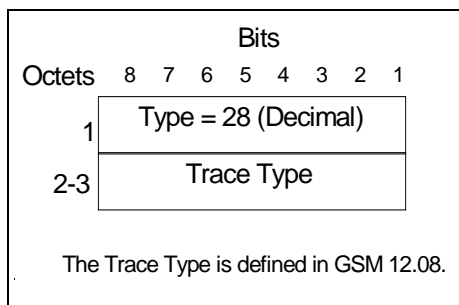 Bits
Octets 8 7 6 5 4 3 2 1
1 Type = 28 (Decimal)
2-3 Trace Type
The Trace Type is defined in GSM 12.08.